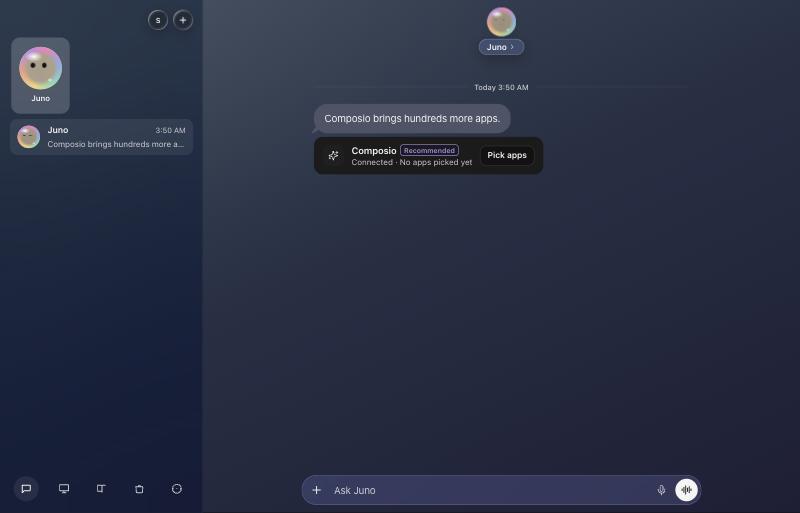 S
Juno
Juno
3:50 AM
Composio brings hundreds more a...
Juno
Today 3:50 AM
Composio brings hundreds more apps.
Composio Recommended
Connected · No apps picked yet
Pick apps
Ask Juno